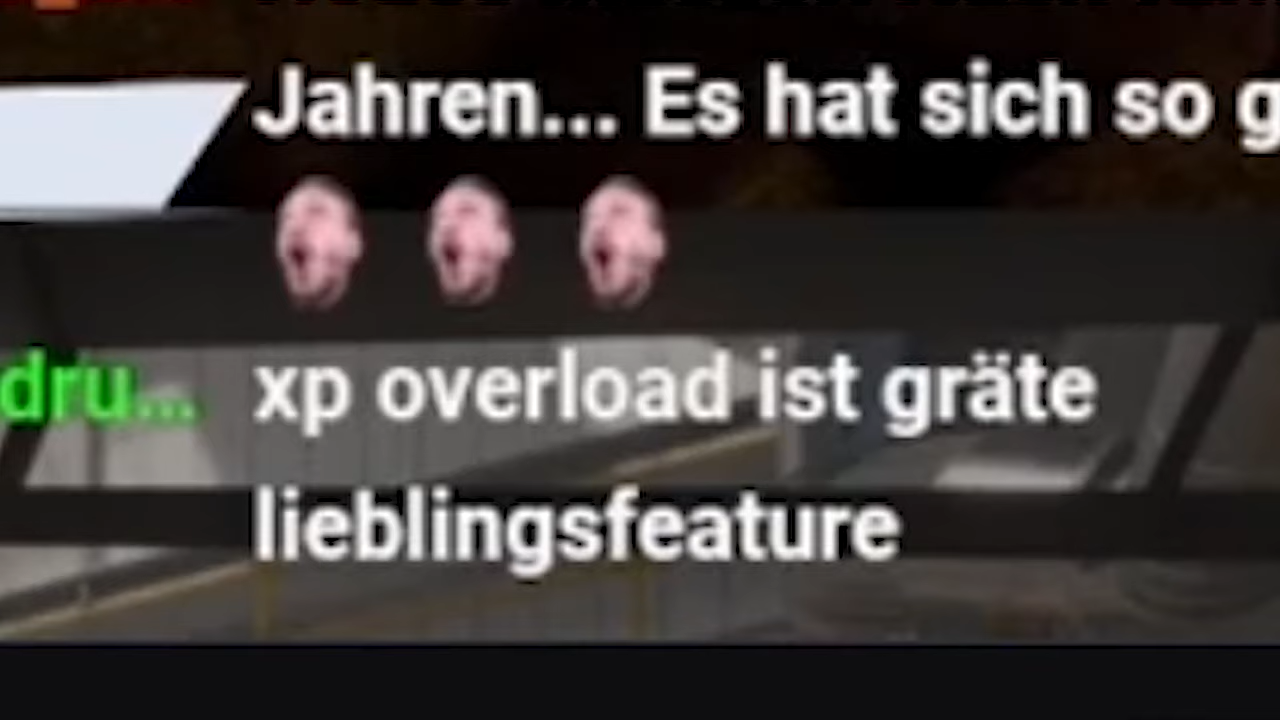 Jahren... Es hat sich so g
dru... xp overload ist gräte
lieblingsfeature